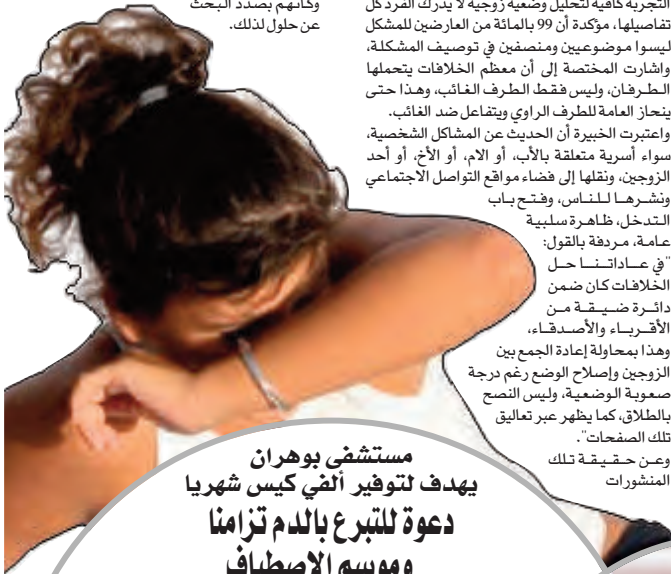 التجربة كافية لتحليل وضعية زوجية لا يدرك الفرد كل
تفاصيلها، مؤكدة أن 99 بالمائة من العارضين للمشكل
ليسوا موضوعيين ومنصفين في توصيف المشكلة،
واشارت المختصة إلى أن معظم الخلافات يتحملها
الطرفان، وليس فقط الطرف الغائب، وهذا حتى
ينحاز العامة للطرف الراوي ويتفاعل ضد الغائب.
واعتبرت الخبيرة أن الحديث عن المشاكل الشخصية،
سواء أسرية متعلقة بالأب، أو الام، أو الأخ، أو أحد
الزوجين، ونقلها إلى فضاء مواقع التواصل الاجتماعي
ونشرها للناس، وفتح باب
التدخل، ظاهرة سلبية
عامة، مردفة بالقول:
"في عاداتنا حل
الخلافات كان ضمن
دائرة ضيقة من
الأقرباء والأصدقاء،
وهذا بمحاولة إعادة الجمع بين
الزوجين وإصلاح الوضع رغم درجة
صعوبة الوضعية، وليس النصح
بالطلاق، كما يظهر عبر تعاليق
تلك الصفحات".
وعن حقيقة تلك
المنشورات
وكأنهم بصدد البحث
عن حلول لذلك.
مستشفى بوهران
يهدف لتوفير ألفي كيس شهريا
دعوة للتبرع بالدم تزامنا
وموسم الاصطياف